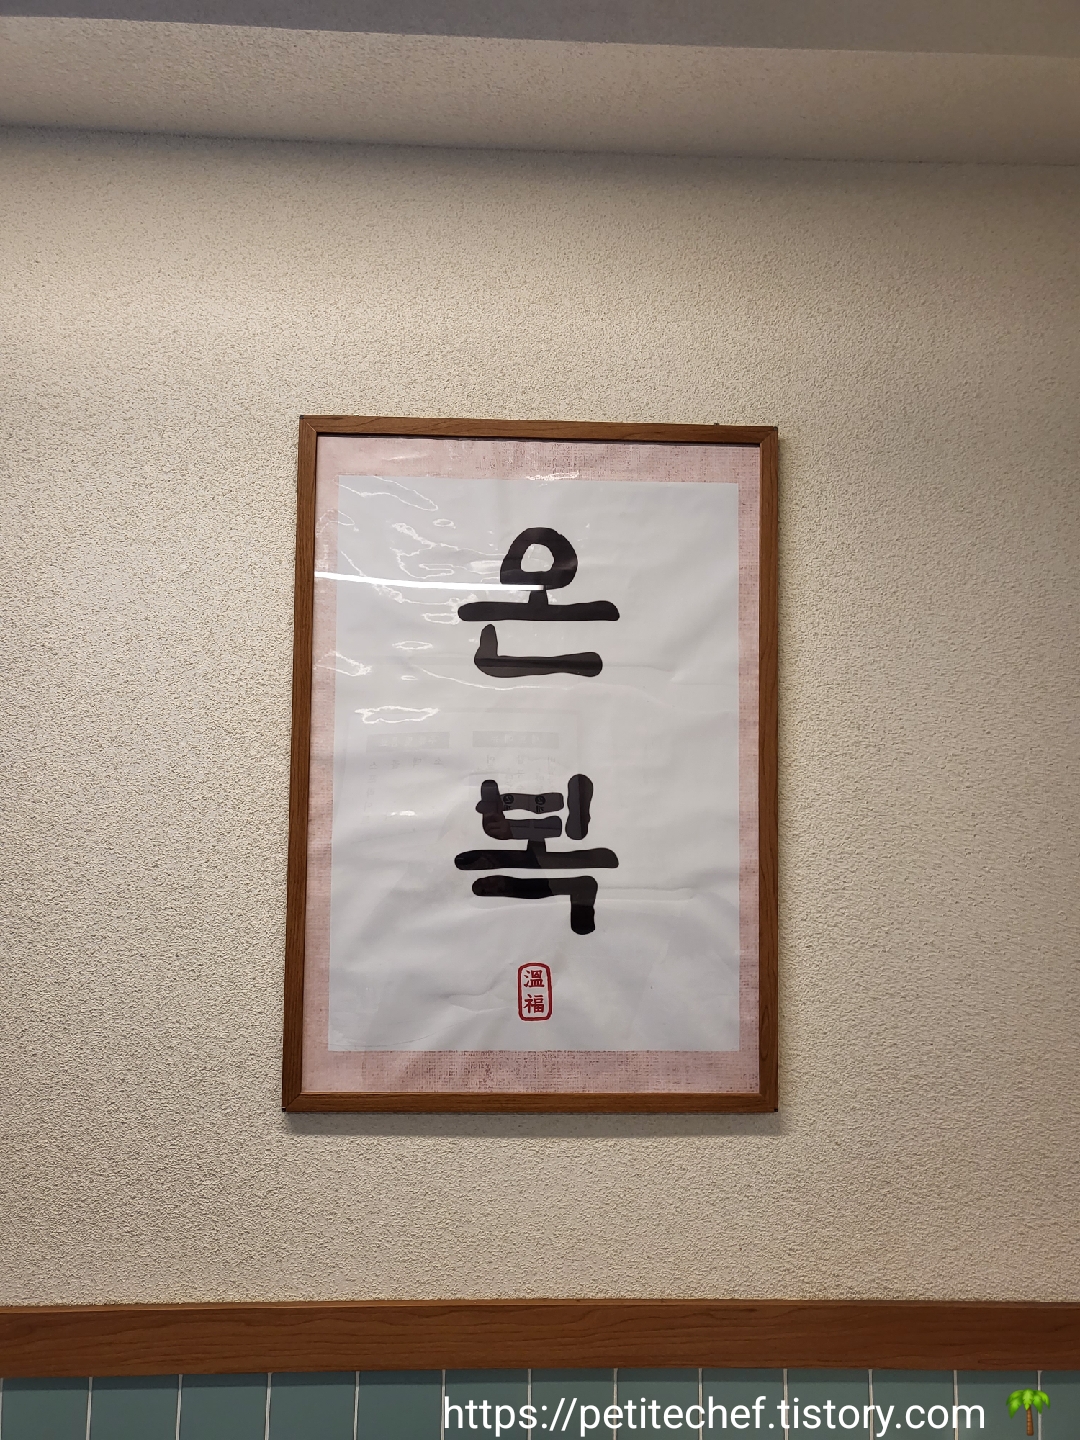 온
복
溫
福
https://petitechef.tistory.com 🌴